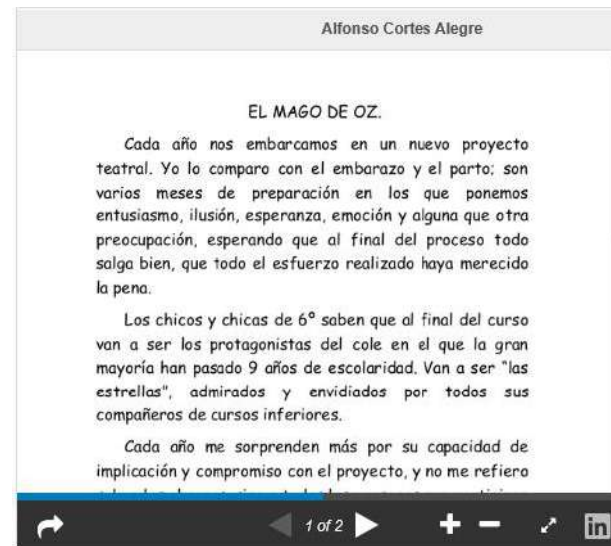 Alfonso Cortes Alegre
EL MAGO DE OZ.
Cada año nos embarcamos en un nuevo proyecto
teatral. Yo lo comparo con el embarazo y el parto; son
varios meses de preparación en los que ponemos
entusiasmo, ilusión, esperanza, emoción y alguna que otra
preocupación, esperando que al final del proceso todo
salga bien, que todo el esfuerzo realizado haya merecido
la pena.
Los chicos y chicas de 6º saben que al final del curso
van a ser los protagonistas del cole en el que la gran
mayoría han pasado 9 años de escolaridad. Van a ser "las
estrellas", admirados y envidiados por todos sus
compañeros de cursos inferiores.
Cada año me sorprenden más por su capacidad de
implicación y compromiso con el proyecto, y no me refiero
1 of 2
in